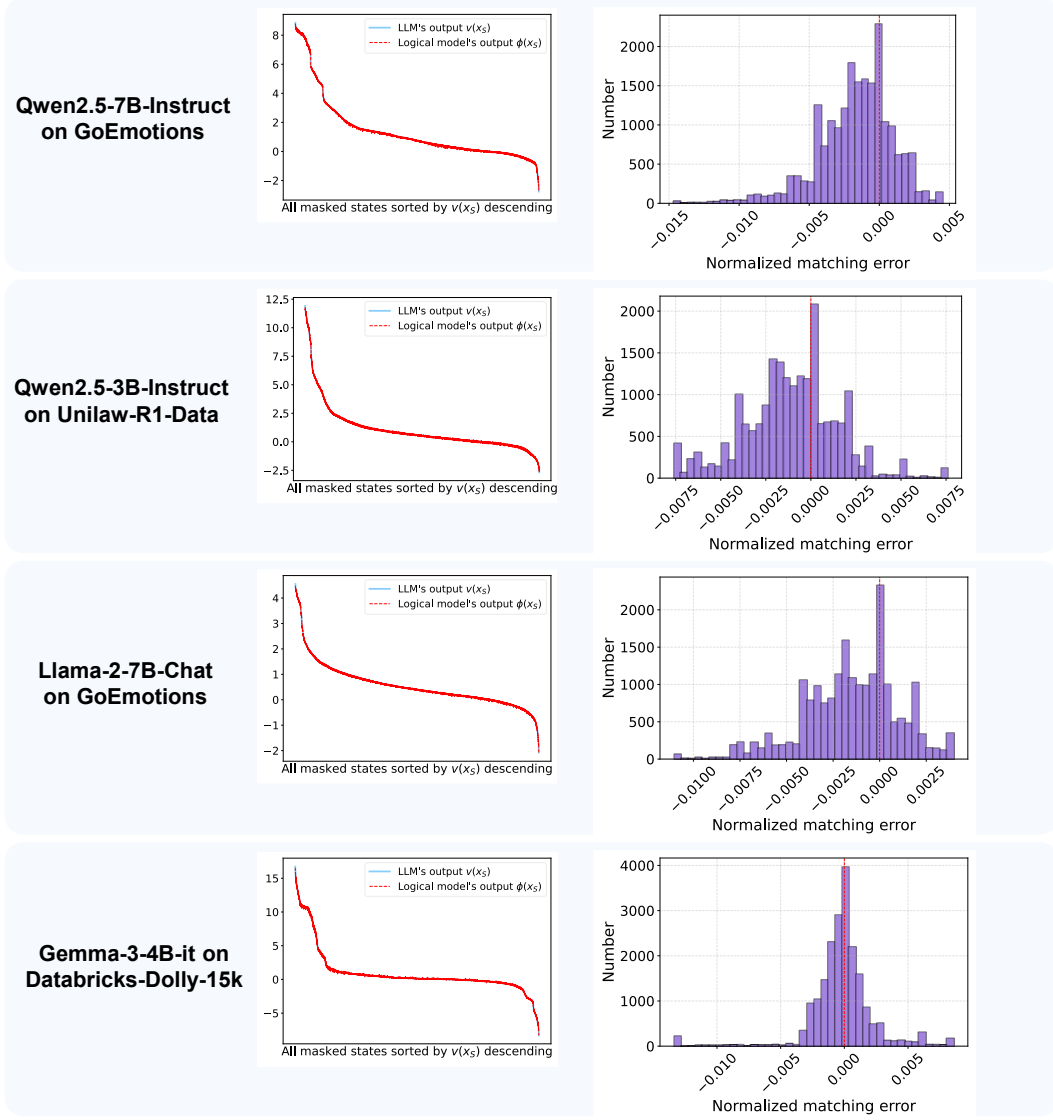 Qwen2.5-7B-Instruct
on GoEmotions
8
6
4
2
0
−2
LLM's output v(x_S)
Logical model's output ϕ(x_S)
All masked states sorted by v(x_S) descending
Number
2000
1500
1000
500
0
−0.015
−0.010
−0.005
0.000
0.005
Normalized matching error
Qwen2.5-3B-Instruct
on Unilaw-R1-Data
12.5
10.0
7.5
5.0
2.5
0.0
−2.5
LLM's output v(x_S)
Logical model's output ϕ(x_S)
All masked states sorted by v(x_S) descending
Number
2000
1500
1000
500
0
−0.0075
−0.0050
−0.0025
0.0000
0.0025
0.0050
0.0075
Normalized matching error
Llama-2-7B-Chat
on GoEmotions
4
3
2
1
0
−1
−2
LLM's output v(x_S)
Logical model's output ϕ(x_S)
All masked states sorted by v(x_S) descending
Number
2000
1500
1000
500
0
−0.0100
−0.0075
−0.0050
−0.0025
0.0000
0.0025
Normalized matching error
Gemma-3-4B-it on
Databricks-Dolly-15k
15
10
5
0
−5
LLM's output v(x_S)
Logical model's output ϕ(x_S)
All masked states sorted by v(x_S) descending
Number
4000
3000
2000
1000
0
−0.010
−0.005
0.000
0.005
Normalized matching error